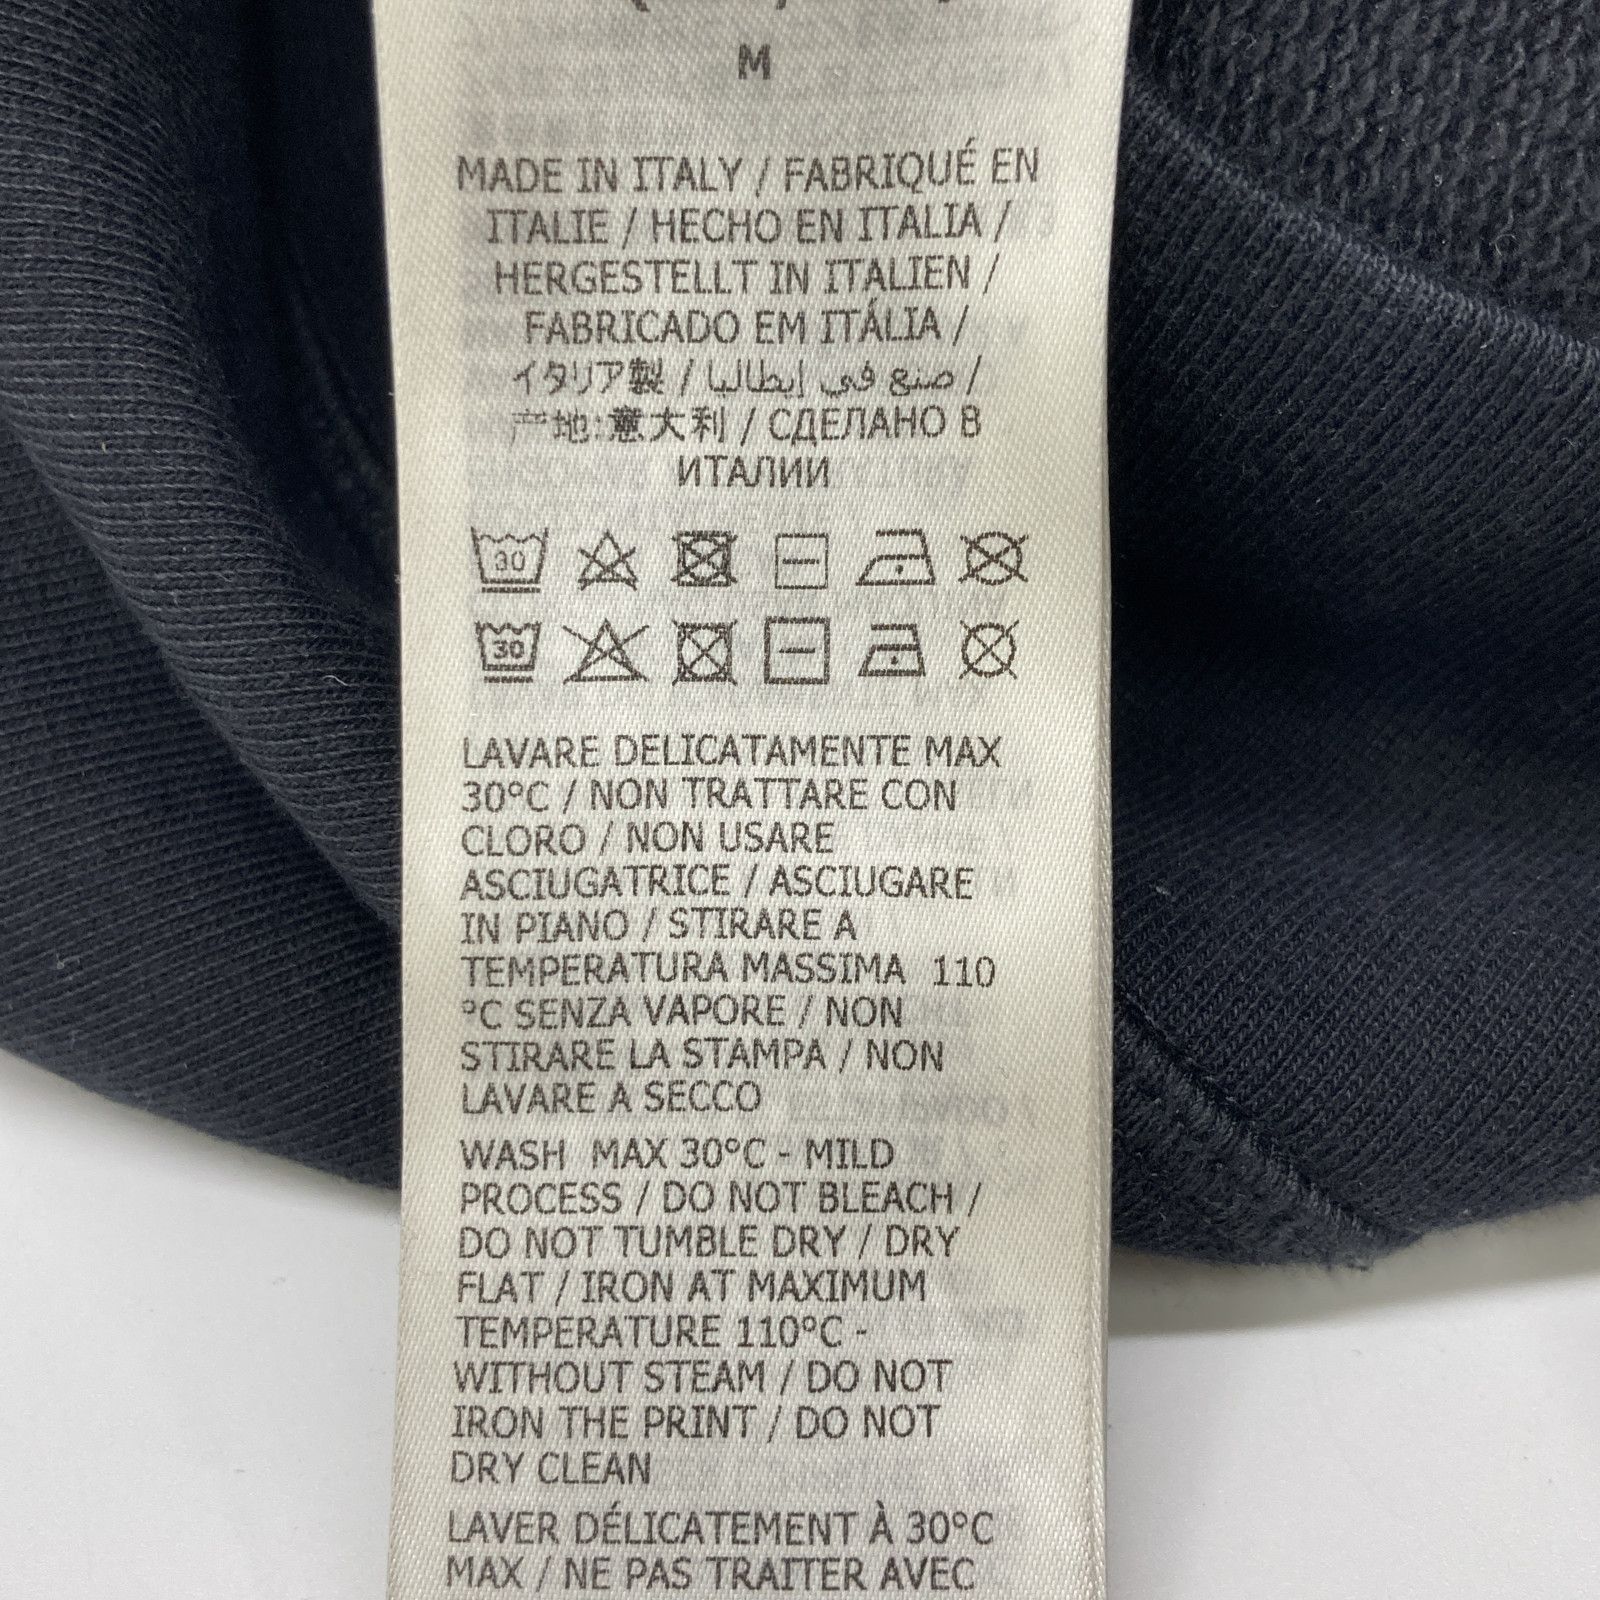 M
MADE IN ITALY / FABRIQUÉ EN
ITALIE / HECHO EN ITALIA /
HERGESTELLT IN ITALIEN /
FABRICADO EM ITÁLIA /
イタリア製 / صنع في إيطاليا /
产地:意大利 / СДЕЛАНО В
ИТАЛИИ
30
30
LAVARE DELICATAMENTE MAX
30°C / NON TRATTARE CON
CLORO / NON USARE
ASCIUGATRICE / ASCIUGARE
IN PIANO / STIRARE A
TEMPERATURA MASSIMA 110
°C SENZA VAPORE / NON
STIRARE LA STAMPA / NON
LAVARE A SECCO
WASH MAX 30°C - MILD
PROCESS / DO NOT BLEACH /
DO NOT TUMBLE DRY / DRY
FLAT / IRON AT MAXIMUM
TEMPERATURE 110°C -
WITHOUT STEAM / DO NOT
IRON THE PRINT / DO NOT
DRY CLEAN
LAVER DÉLICATEMENT À 30°C
MAX / NE PAS TRAITER AVEC